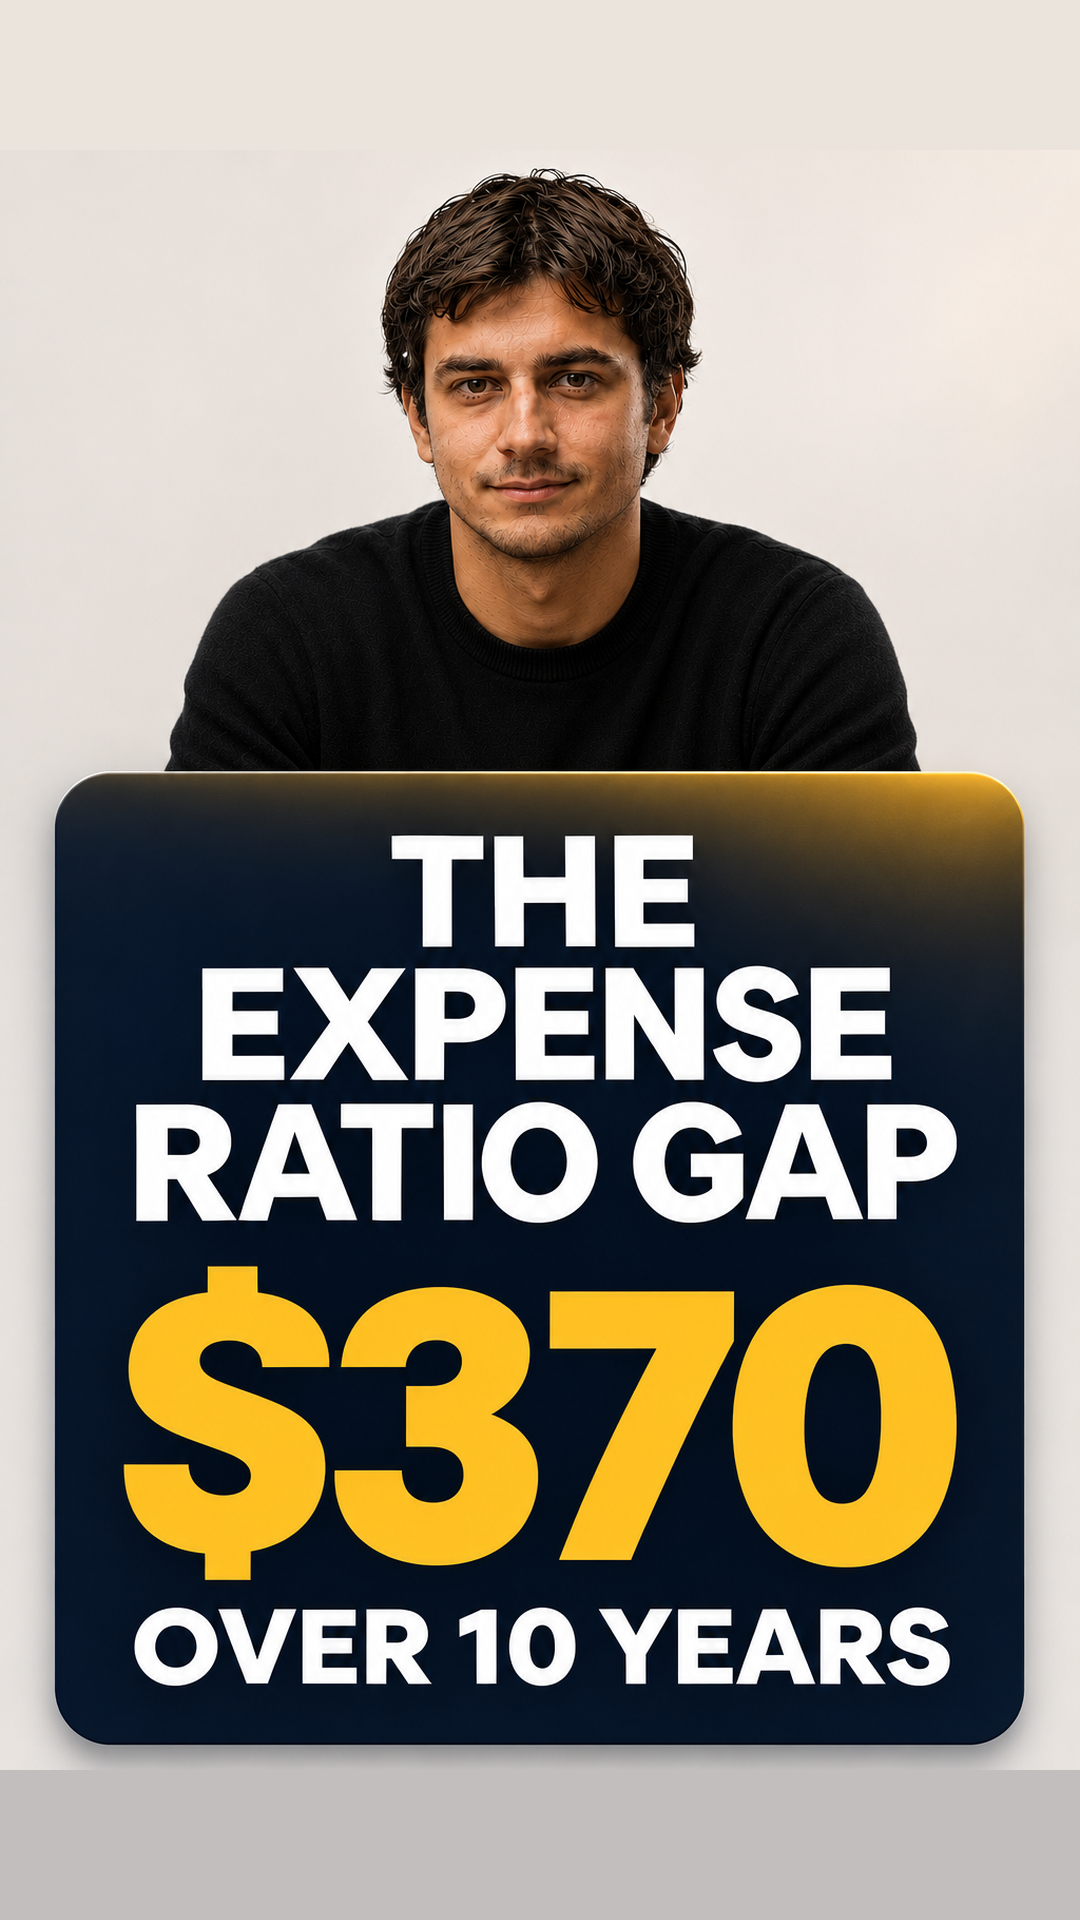 THE
EXPENSE
RATIO GAP
$370
OVER 10 YEARS